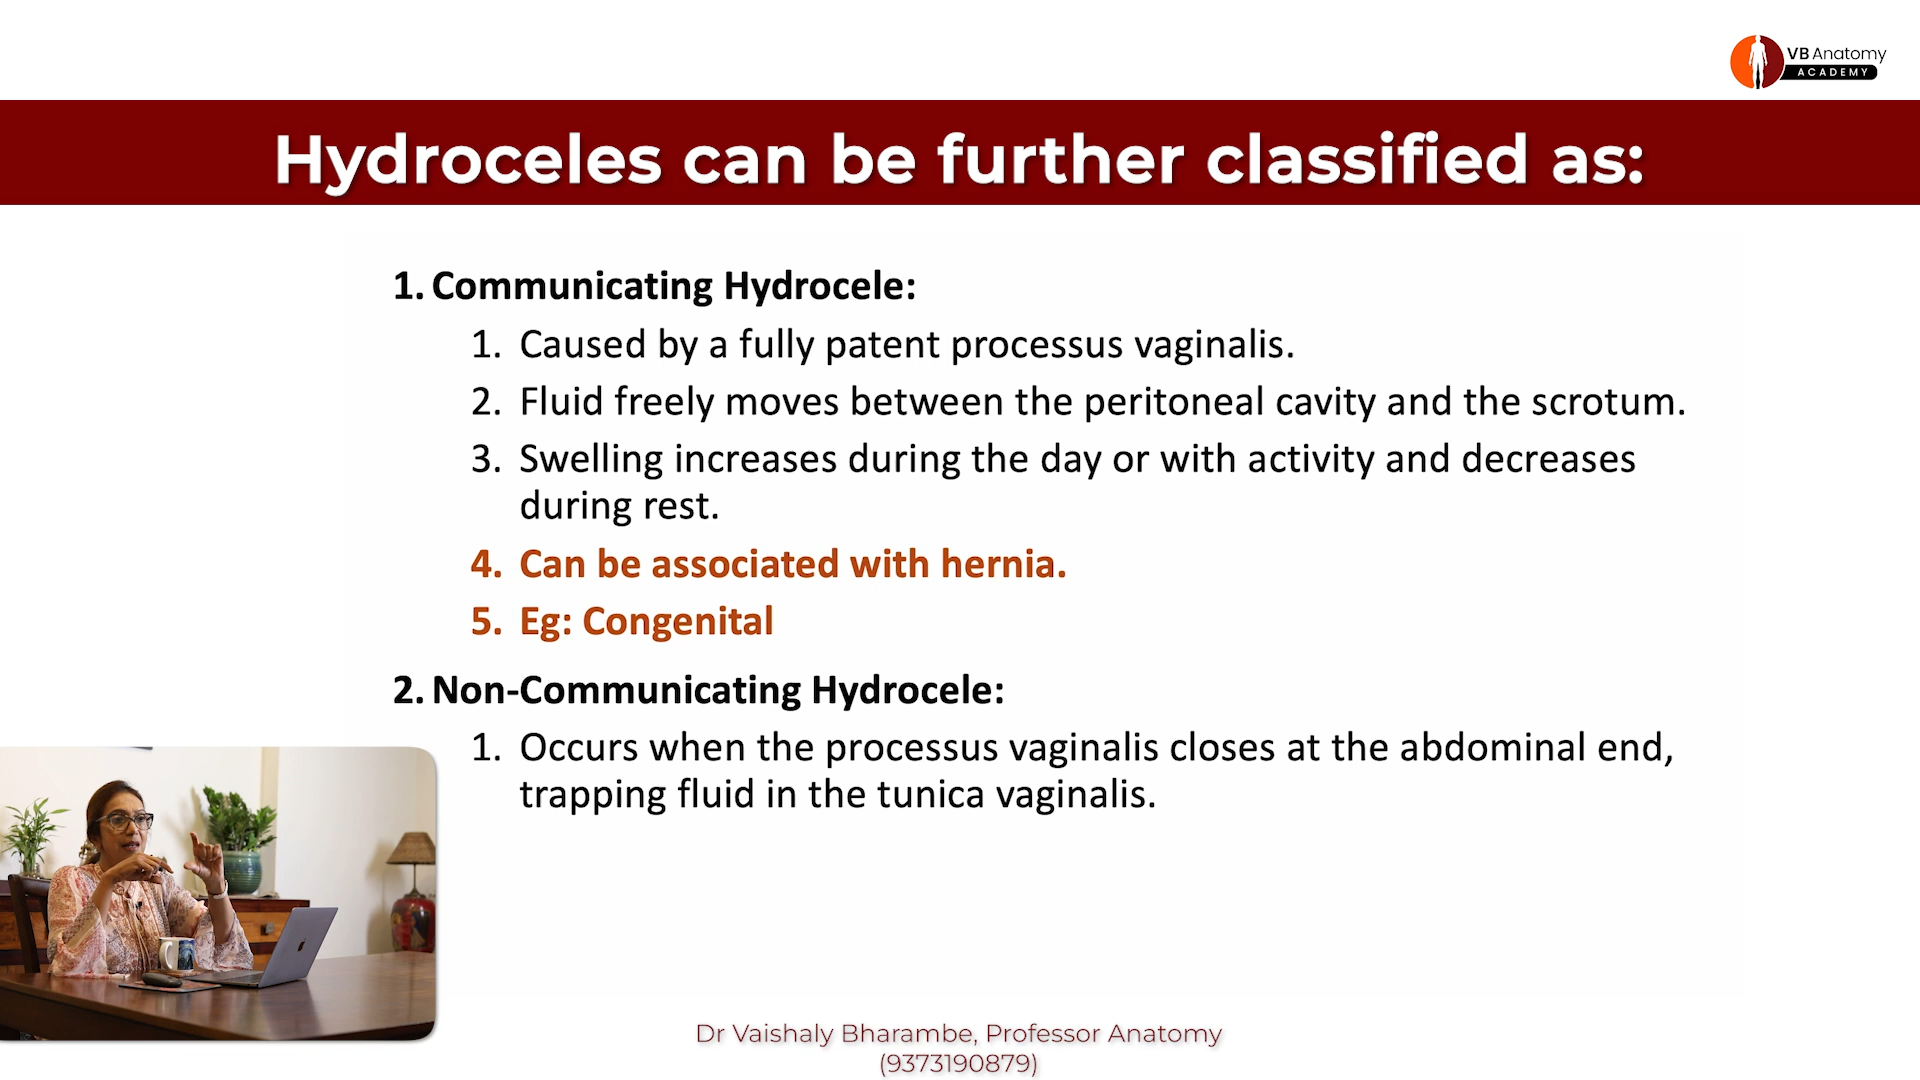 VB Anatomy
ACADEMY
Hydroceles can be further classified as:
1. Communicating Hydrocele:
1. Caused by a fully patent processus vaginalis.
2. Fluid freely moves between the peritoneal cavity and the scrotum.
3. Swelling increases during the day or with activity and decreases
during rest.
4. Can be associated with hernia.
5. Eg: Congenital
2. Non-Communicating Hydrocele:
1. Occurs when the processus vaginalis closes at the abdominal end,
trapping fluid in the tunica vaginalis.
Dr Vaishaly Bharambe, Professor Anatomy
(9373190879)